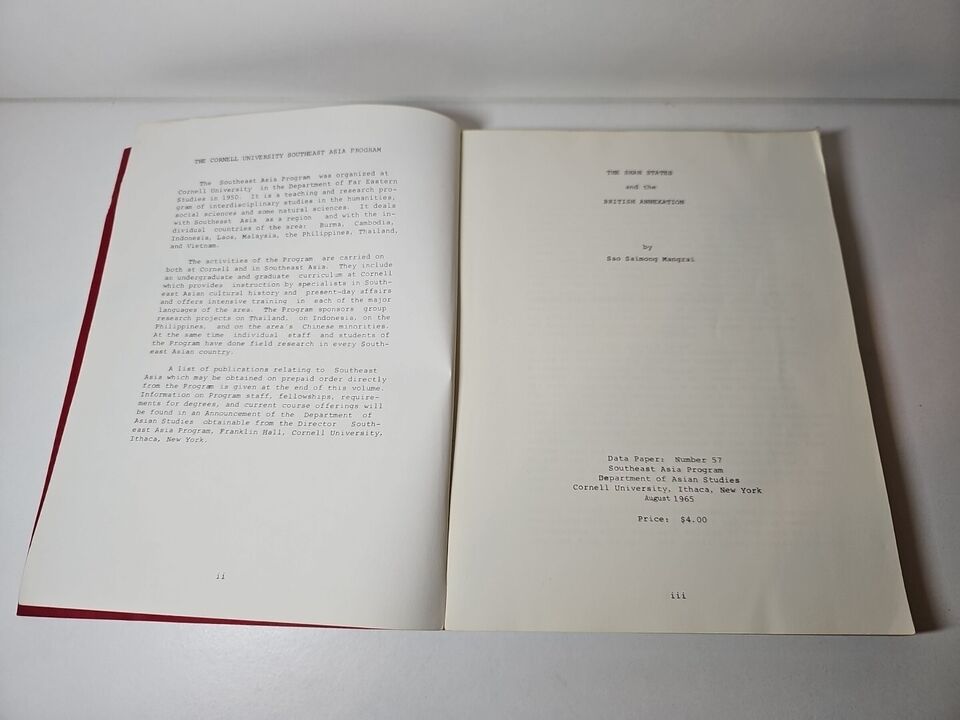 THE CORNELL UNIVERSITY SOUTHEAST ASIA PROGRAM
The Southeast Asia Program was organized at
Cornell University in the Department of Far Eastern
Studies in 1950. It is a teaching and research pro-
gram of interdisciplinary studies in the humanities,
social sciences and some natural sciences. It deals
with Southeast Asia as a region and with the in-
dividual countries of the area: Burma, Cambodia,
Indonesia, Laos, Malaysia, the Philippines, Thailand,
and Vietnam.
The activities of the Program are carried on
both at Cornell and in Southeast Asia. They include
an undergraduate and graduate curriculum at Cornell
which provides instruction by specialists in South-
east Asian cultural history and present-day affairs
and offers intensive training in each of the major
languages of the area. The Program sponsors group
research projects on Thailand, on Indonesia, on the
Philippines, and on the area's Chinese minorities.
At the same time individual staff and students of
the Program have done field research in every South-
east Asian country.
A list of publications relating to Southeast
Asia which may be obtained on prepaid order directly
from the Program is given at the end of this volume.
Information on Program staff, fellowships, require-
ments for degrees, and current course offerings will
be found in an Announcement of the Department of
Asian Studies obtainable from the Director South-
east Asia Program, Franklin Hall, Cornell University,
Ithaca, New York.
ii
THE SHAN STATES
and the
BRITISH ANNEXATION
by
Sao Saimong Mangrai
Data Paper: Number 57
Southeast Asia Program
Department of Asian Studies
Cornell University, Ithaca, New York
August 1965
Price: $4.00
iii